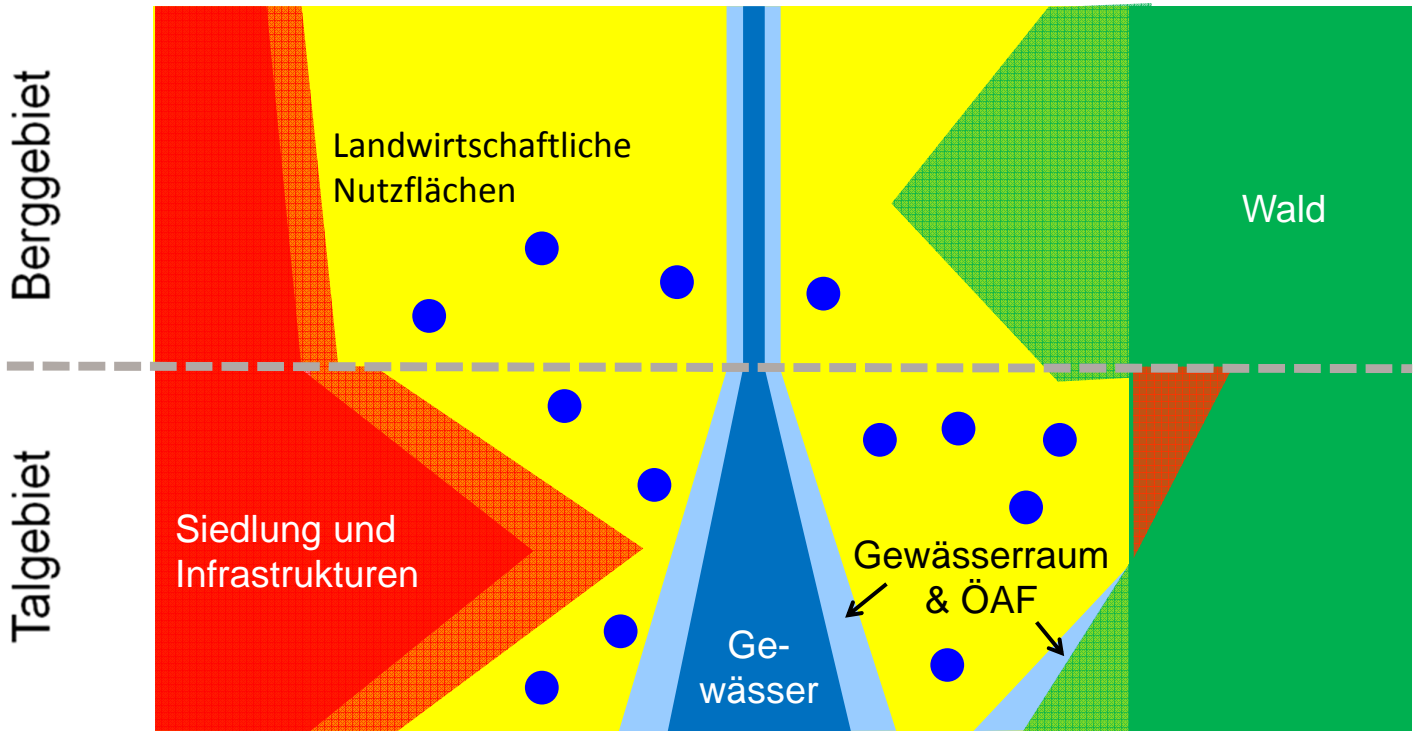 Berggebiet
Landwirtschaftliche
Nutzflächen
Wald
Talgebiet
Siedlung und
Infrastrukturen
Gewässerraum
& ÖAF
Ge-
wässer